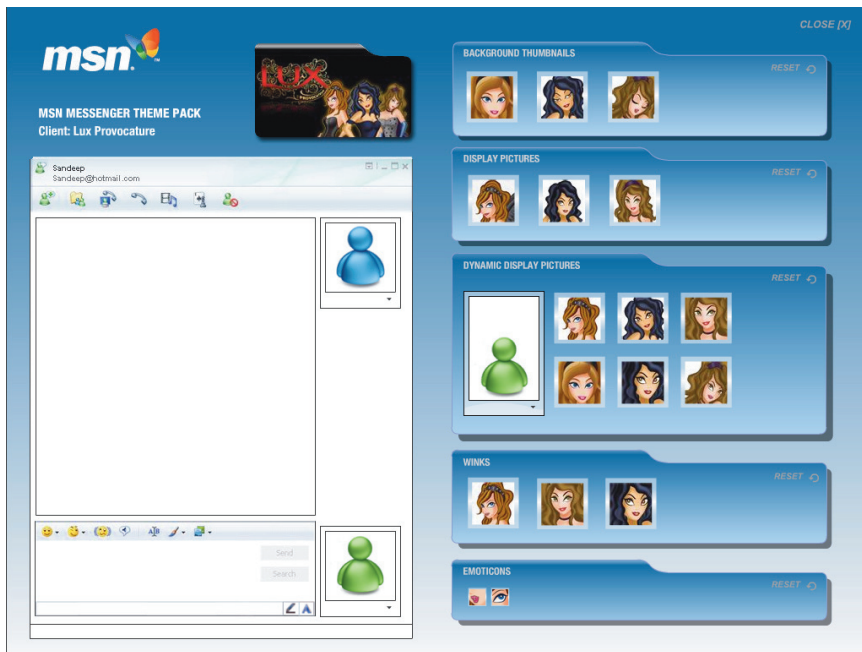 CLOSE [X]
msn
MSN MESSENGER THEME PACK
Client: Lux Provocature
LUX
Sandeep
Sandeep@hotmail.com
Send
Search
BACKGROUND THUMBNAILS
RESET
DISPLAY PICTURES
RESET
DYNAMIC DISPLAY PICTURES
RESET
WINKS
RESET
EMOTICONS
RESET